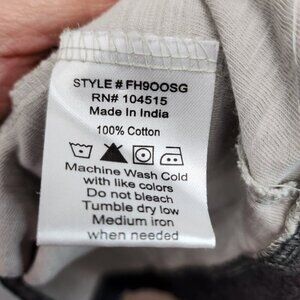 STYLE # FH9OOSG
RN# 104515
Made In India
100% Cotton
Machine Wash Cold
with like colors
Do not bleach
Tumble dry low
Medium iron
when needed